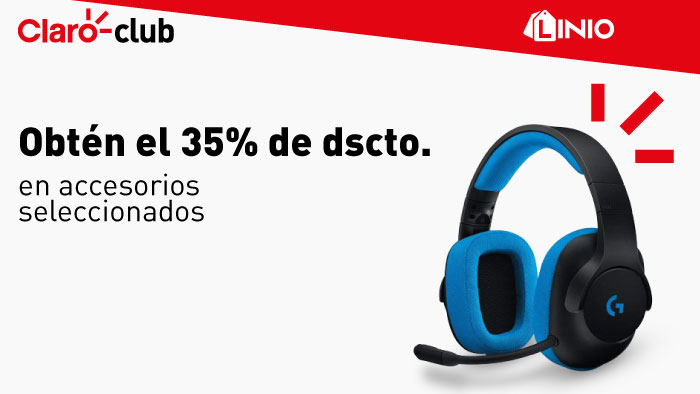 Claro-club
LINIO
Obtén el 35% de dscto.
en accesorios
seleccionados
G